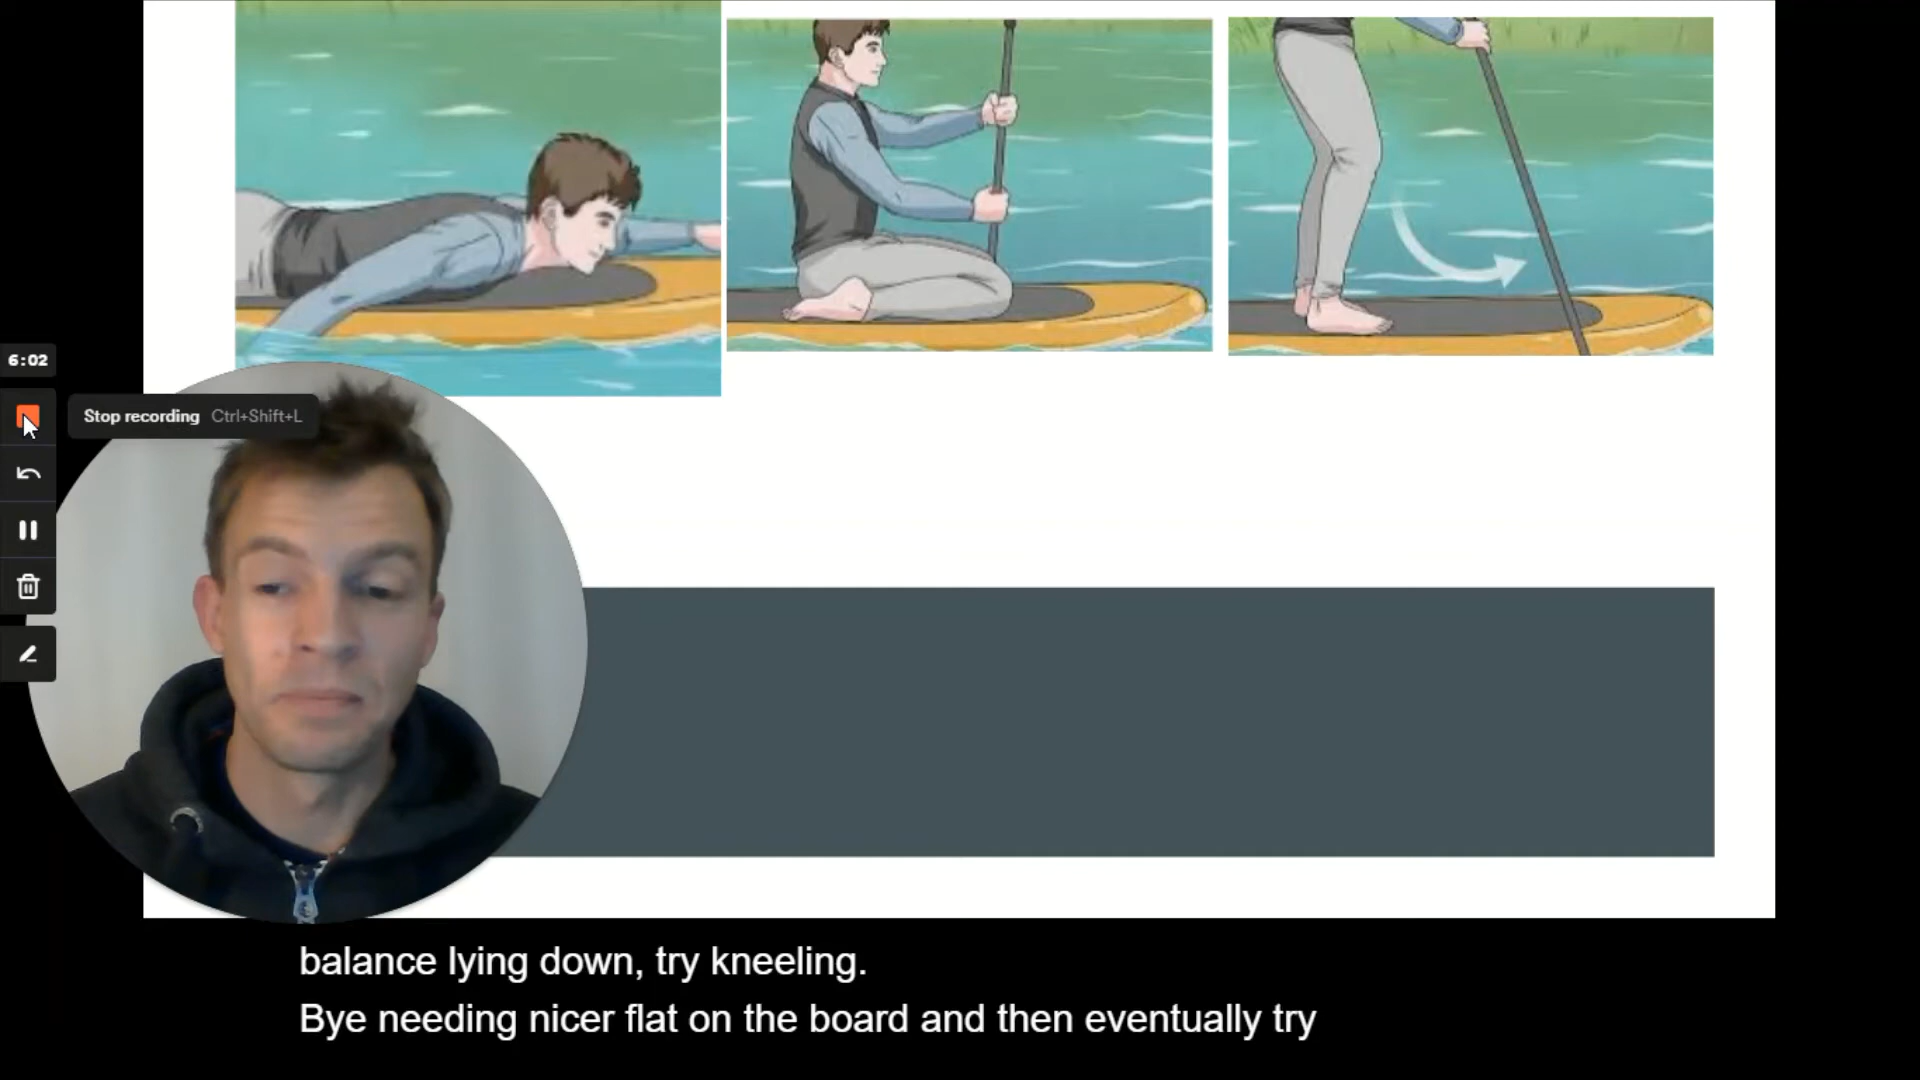 6:02
Stop recording Ctrl+Shift+L
balance lying down, try kneeling.
Bye needing nicer flat on the board and then eventually try